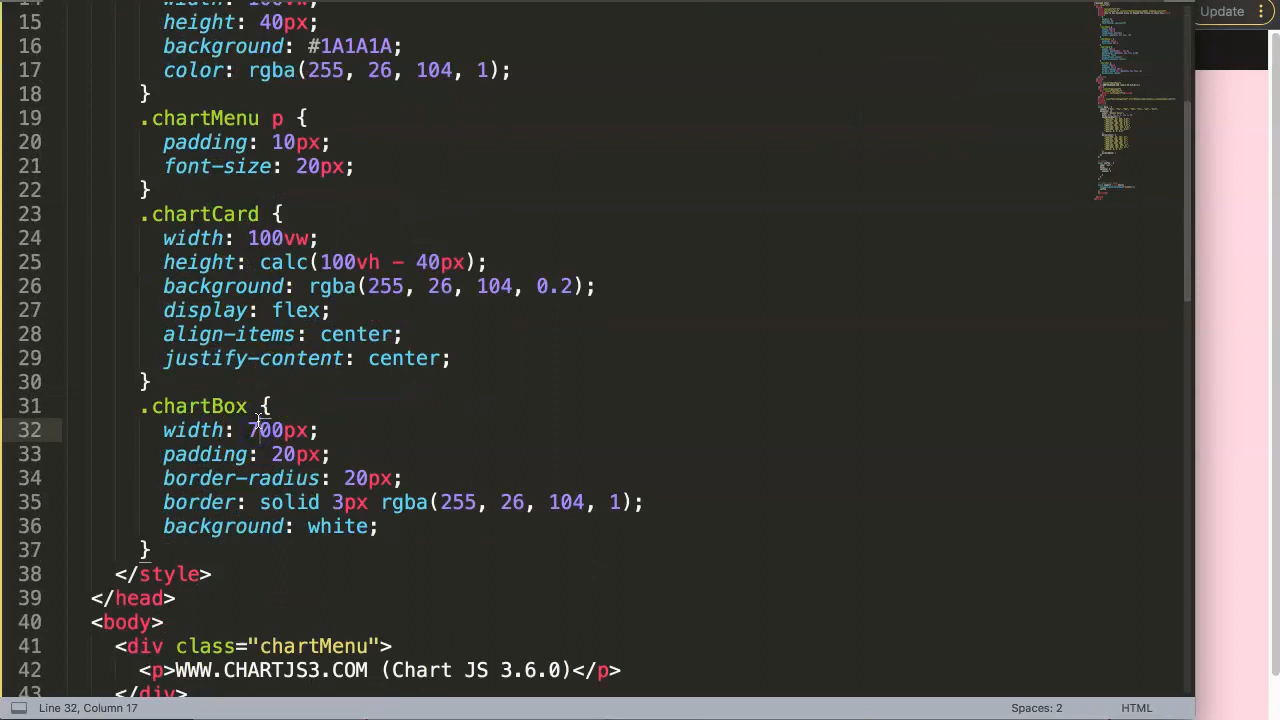 Update
14 width: 100vw;
15 height: 40px;
16 background: #1A1A1A;
17 color: rgba(255, 26, 104, 1);
18 }
19 .chartMenu p {
20 padding: 10px;
21 font-size: 20px;
22 }
23 .chartCard {
24 width: 100vw;
25 height: calc(100vh - 40px);
26 background: rgba(255, 26, 104, 0.2);
27 display: flex;
28 align-items: center;
29 justify-content: center;
30 }
31 .chartBox {
32 width: 700px;
33 padding: 20px;
34 border-radius: 20px;
35 border: solid 3px rgba(255, 26, 104, 1);
36 background: white;
37 }
38 </style>
39 </head>
40 <body>
41 <div class="chartMenu">
42 <p>WWW.CHARTJS3.COM (Chart JS 3.6.0)</p>
43 </div>
Line 32, Column 17
Spaces: 2
HTML